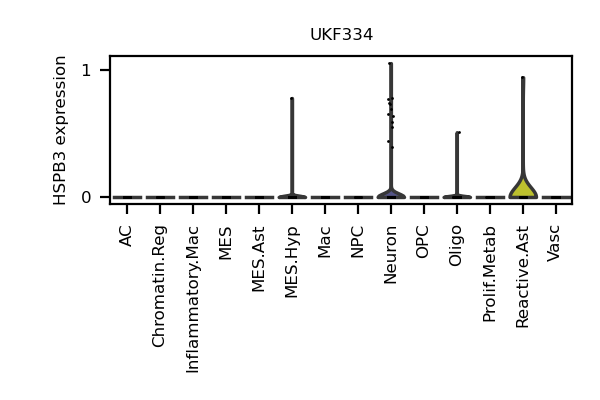 UKF334
HSPB3 expression
1
0
AC
Chromatin.Reg
Inflammatory.Mac
MES
MES.Ast
MES.Hyp
Mac
NPC
Neuron
OPC
Oligo
Prolif.Metab
Reactive.Ast
Vasc